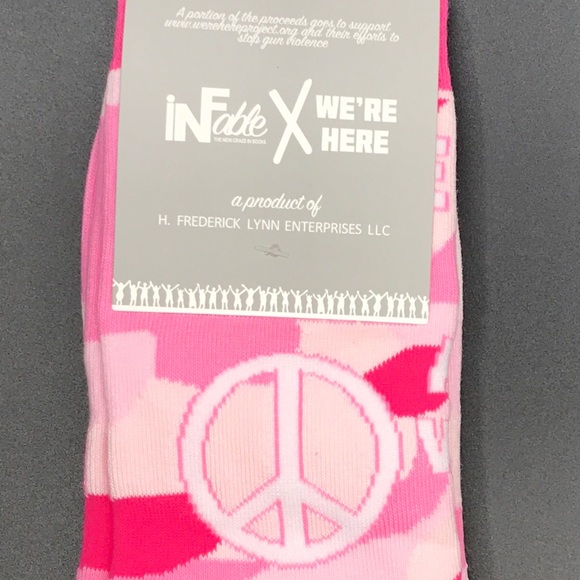 A portion of the proceeds goes to support
www.werehereproject.org and their efforts to
stop gun violence
iNFable X WE'RE HERE
THE NEW CRAZE IN SOCKS
a product of
H. FREDERICK LYNN ENTERPRISES LLC